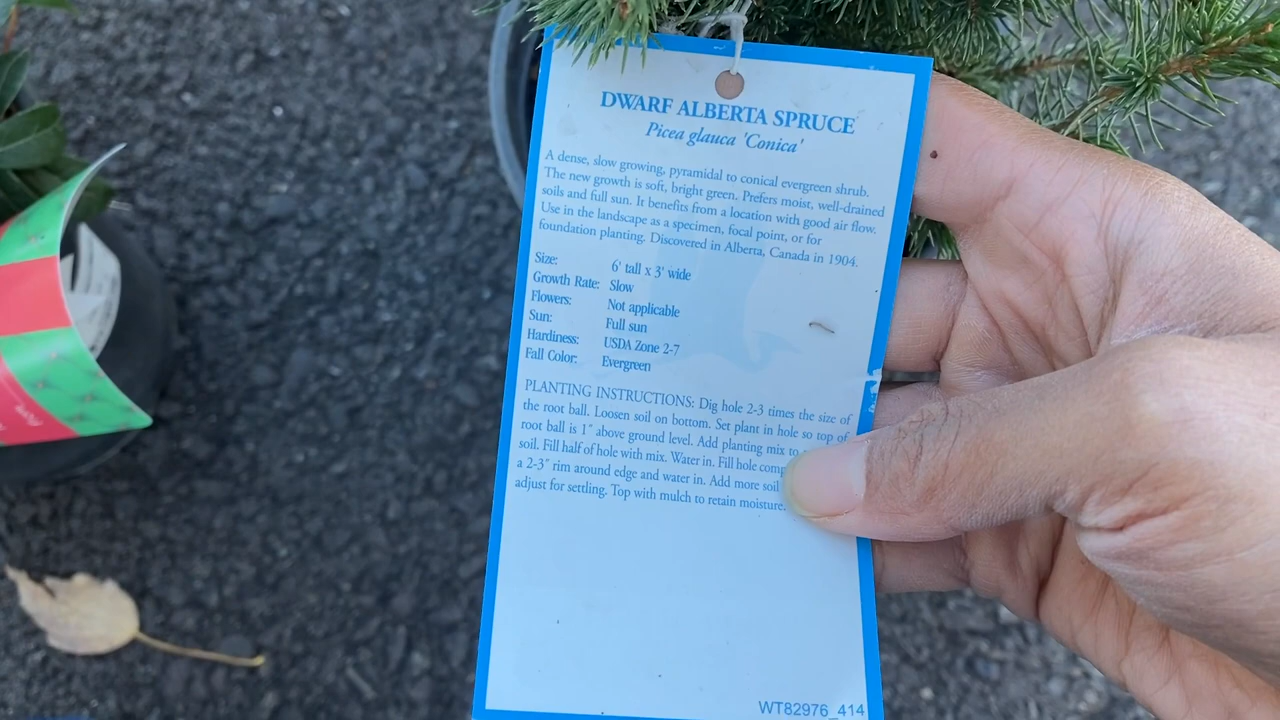 DWARF ALBERTA SPRUCE
Picea glauca 'Conica'
A dense, slow growing, pyramidal to conical evergreen shrub.
The new growth is soft, bright green. Prefers moist, well-drained
soils and full sun. It benefits from a location with good air flow.
Use in the landscape as a specimen, focal point, or for
foundation planting. Discovered in Alberta, Canada in 1904.
Size: 6' tall x 3' wide
Growth Rate: Slow
Flowers: Not applicable
Sun: Full sun
Hardiness: USDA Zone 2-7
Fall Color: Evergreen
PLANTING INSTRUCTIONS: Dig hole 2-3 times the size of
the root ball. Loosen soil on bottom. Set plant in hole so top of
root ball is 1" above ground level. Add planting mix to
soil. Fill half of hole with mix. Water in. Fill hole
a 2-3" rim around edge and water in. Add more soil
adjust for settling. Top with mulch to retain moisture.
WT82976_414